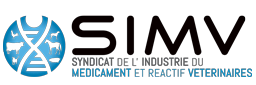 SIMV
SYNDICAT DE L' INDUSTRIE DU
MEDICAMENT ET REACTIF VETERINAIRES